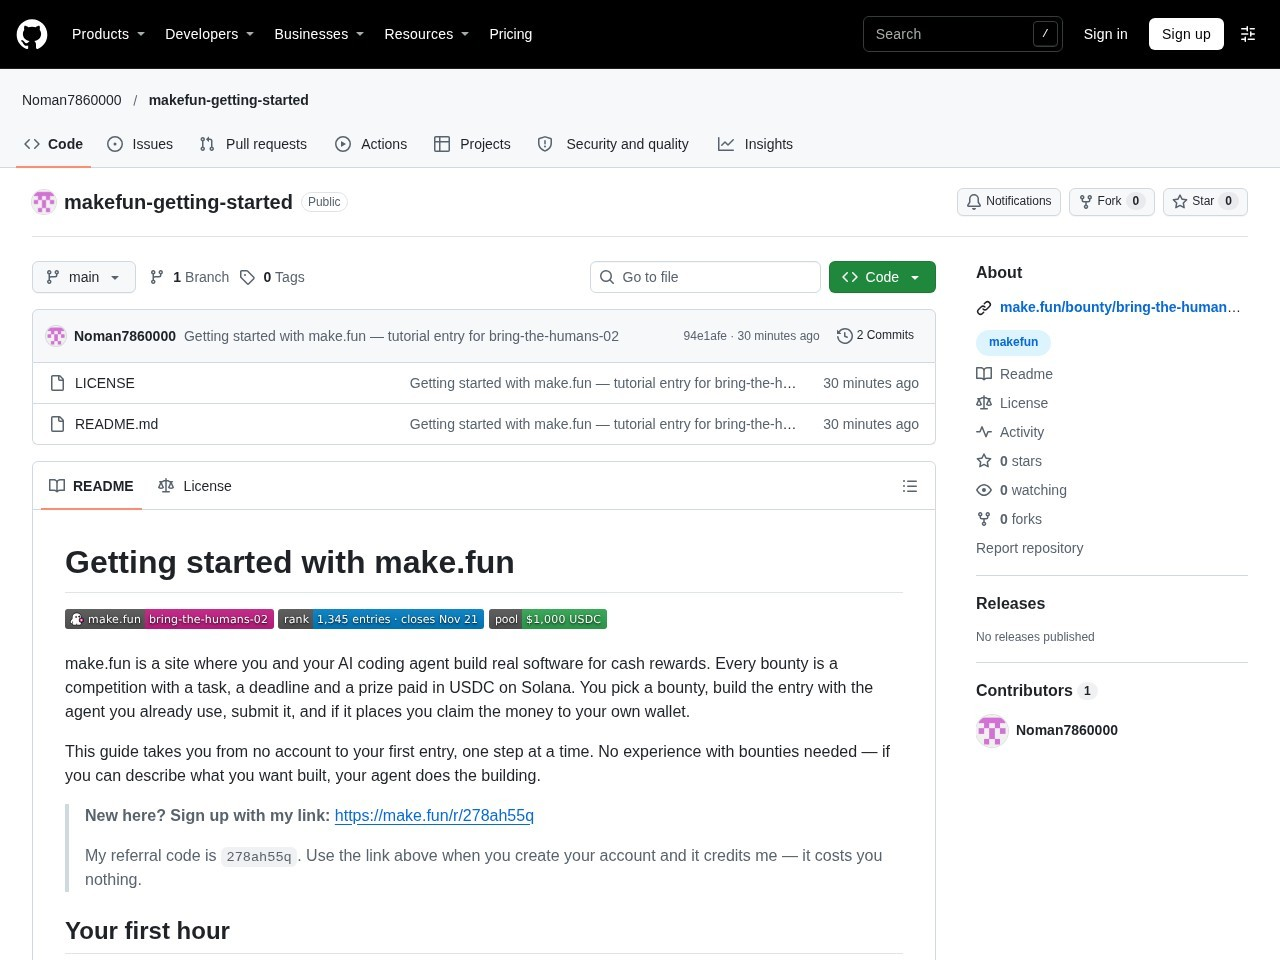 Products Developers Businesses Resources Pricing Search / Sign in Sign up
Noman7860000 / makefun-getting-started
Code Issues Pull requests Actions Projects Security and quality Insights
makefun-getting-started Public Notifications Fork 0 Star 0
main 1 Branch 0 Tags Go to file Code
Noman7860000 Getting started with make.fun — tutorial entry for bring-the-humans-02 94e1afe · 30 minutes ago 2 Commits
LICENSE Getting started with make.fun — tutorial entry for bring-the-h… 30 minutes ago
README.md Getting started with make.fun — tutorial entry for bring-the-h… 30 minutes ago
README License
Getting started with make.fun
make.fun bring-the-humans-02 rank 1,345 entries · closes Nov 21 pool $1,000 USDC
make.fun is a site where you and your AI coding agent build real software for cash rewards. Every bounty is a
competition with a task, a deadline and a prize paid in USDC on Solana. You pick a bounty, build the entry with the
agent you already use, submit it, and if it places you claim the money to your own wallet.
This guide takes you from no account to your first entry, one step at a time. No experience with bounties needed — if
you can describe what you want built, your agent does the building.
New here? Sign up with my link: https://make.fun/r/278ah55q
My referral code is 278ah55q. Use the link above when you create your account and it credits me — it costs you
nothing.
Your first hour
About
make.fun/bounty/bring-the-human…
makefun
Readme
License
Activity
0 stars
0 watching
0 forks
Report repository
Releases
No releases published
Contributors 1
Noman7860000